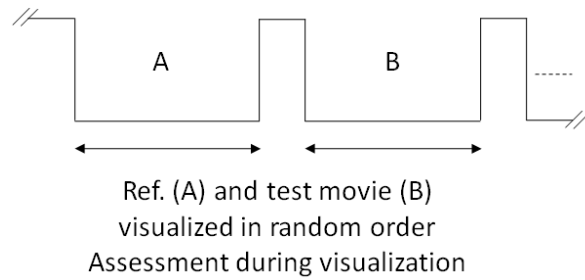 A
B
Ref. (A) and test movie (B)
visualized in random order
Assessment during visualization